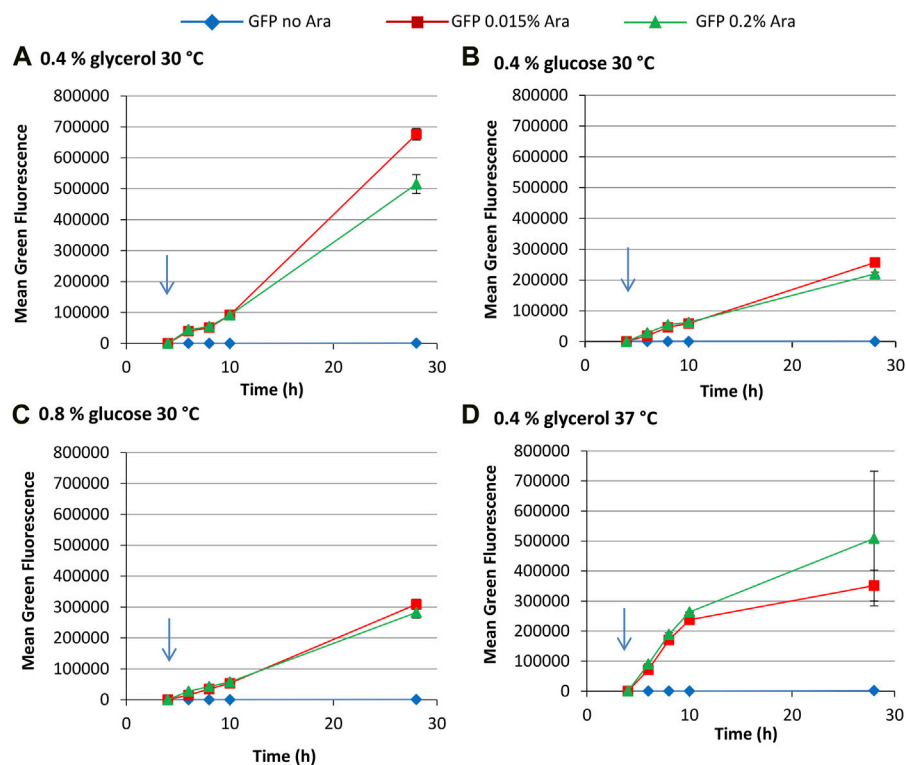 GFP no Ara GFP 0.015% Ara GFP 0.2% Ara
A 0.4 % glycerol 30 °C
Mean Green Fluorescence
800000
700000
600000
500000
400000
300000
200000
100000
0
0 10 20 30
Time (h)
B 0.4 % glucose 30 °C
Mean Green Fluorescence
800000
700000
600000
500000
400000
300000
200000
100000
0
0 10 20 30
Time (h)
C 0.8 % glucose 30 °C
Mean Green Fluorescence
800000
700000
600000
500000
400000
300000
200000
100000
0
0 10 20 30
Time (h)
D 0.4 % glycerol 37 °C
Mean Green Fluorescence
800000
700000
600000
500000
400000
300000
200000
100000
0
0 10 20 30
Time (h)